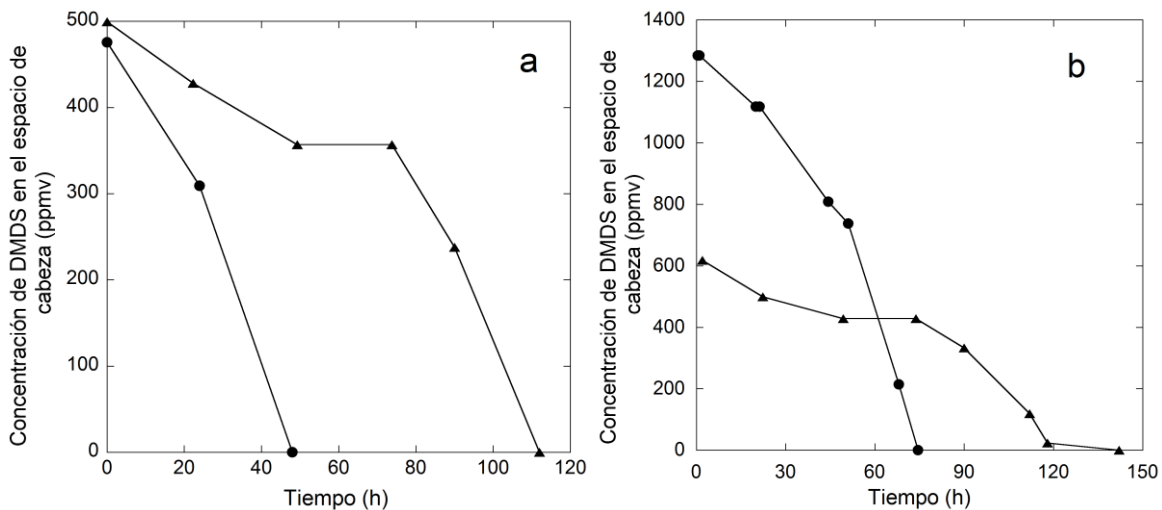 a
Concentración de DMDS en el espacio de
cabeza (ppmv)
500
400
300
200
100
0
0 20 40 60 80 100 120
Tiempo (h)
b
Concentración de DMDS en el espacio de
cabeza (ppmv)
1400
1200
1000
800
600
400
200
0
0 30 60 90 120 150
Tiempo (h)